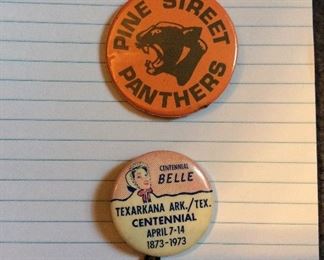 PINE STREET
PANTHERS
CENTENNIAL
BELLE
TEXARKANA ARK./TEX.
CENTENNIAL
APRIL 7-14
1873-1973